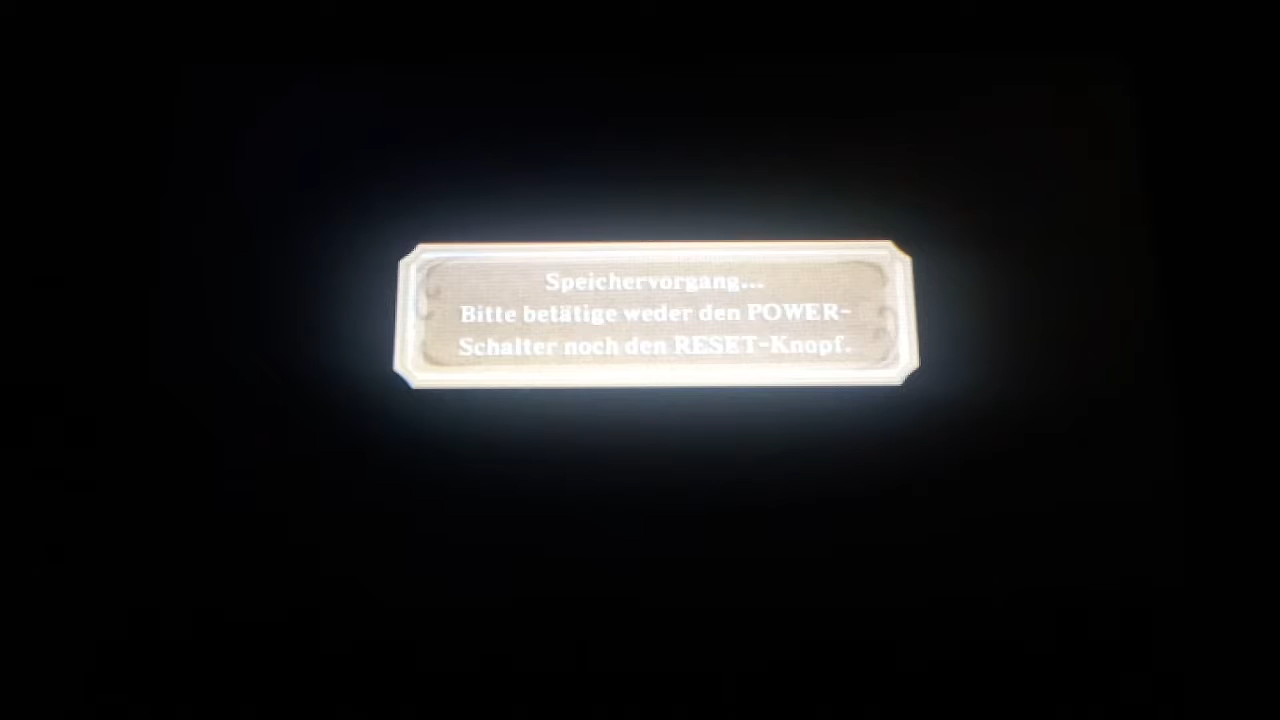 Speichervorgang...
Bitte betätige weder den POWER-
Schalter noch den RESET-Knopf.